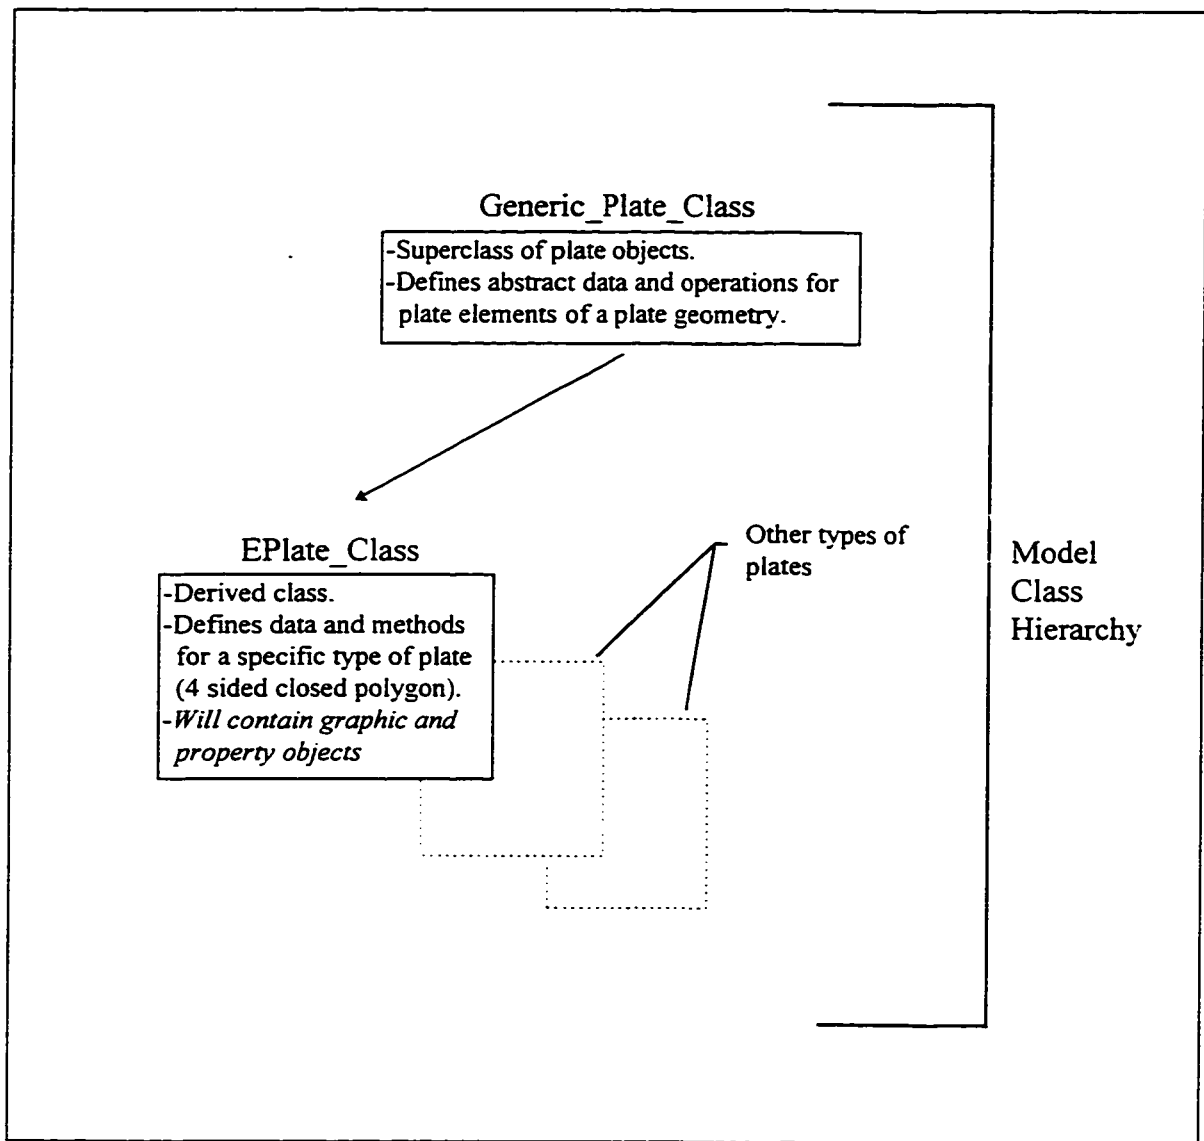 Generic_Plate_Class
-Superclass of plate objects.
-Defines abstract data and operations for
plate elements of a plate geometry.
EPlate_Class
-Derived class.
-Defines data and methods
for a specific type of plate
(4 sided closed polygon).
-Will contain graphic and
property objects
Other types of
plates
Model
Class
Hierarchy